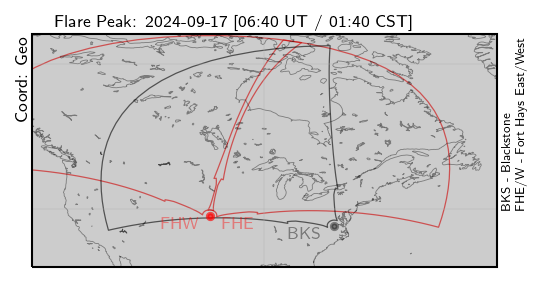 Flare Peak: 2024-09-17 [06:40 UT / 01:40 CST]
Coord: Geo
FHW
FHE
BKS
BKS - Blackstone
FHE/W - Fort Hays East/West